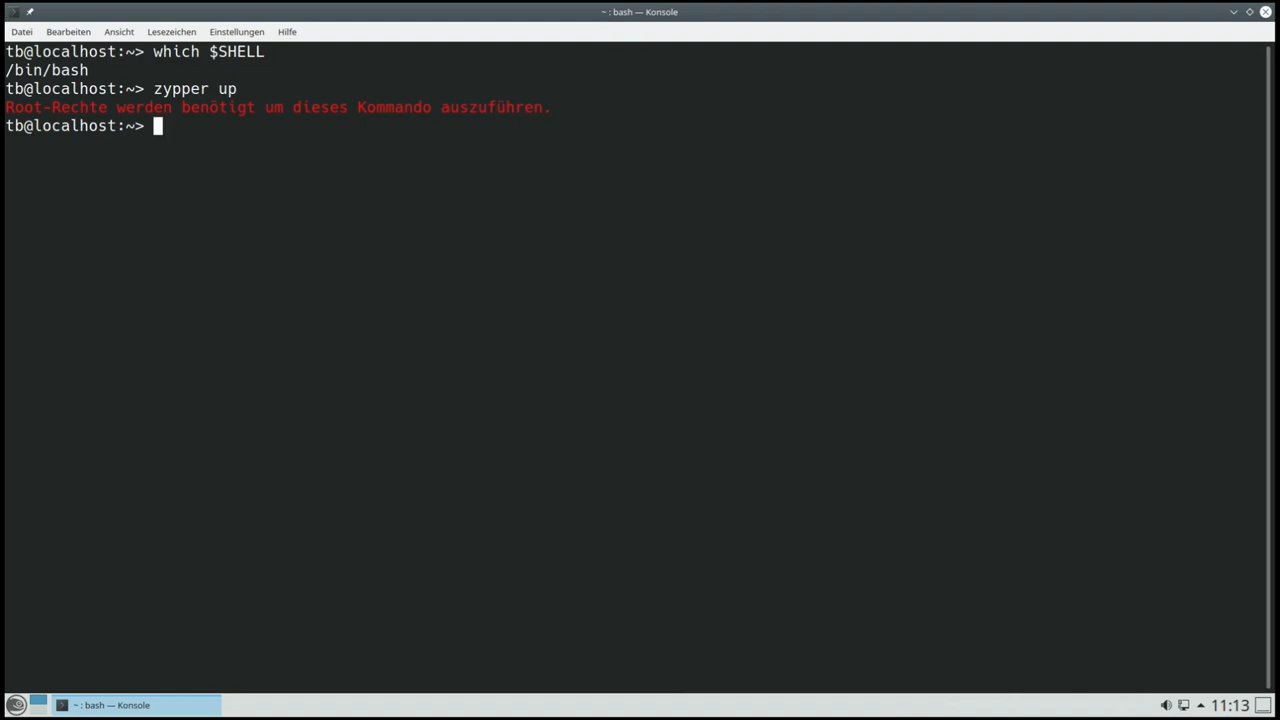 ~ : bash — Konsole
Datei Bearbeiten Ansicht Lesezeichen Einstellungen Hilfe
tb@localhost:~> which $SHELL
/bin/bash
tb@localhost:~> zypper up
Root-Rechte werden benötigt um dieses Kommando auszuführen.
tb@localhost:~>
~ : bash — Konsole
11:13